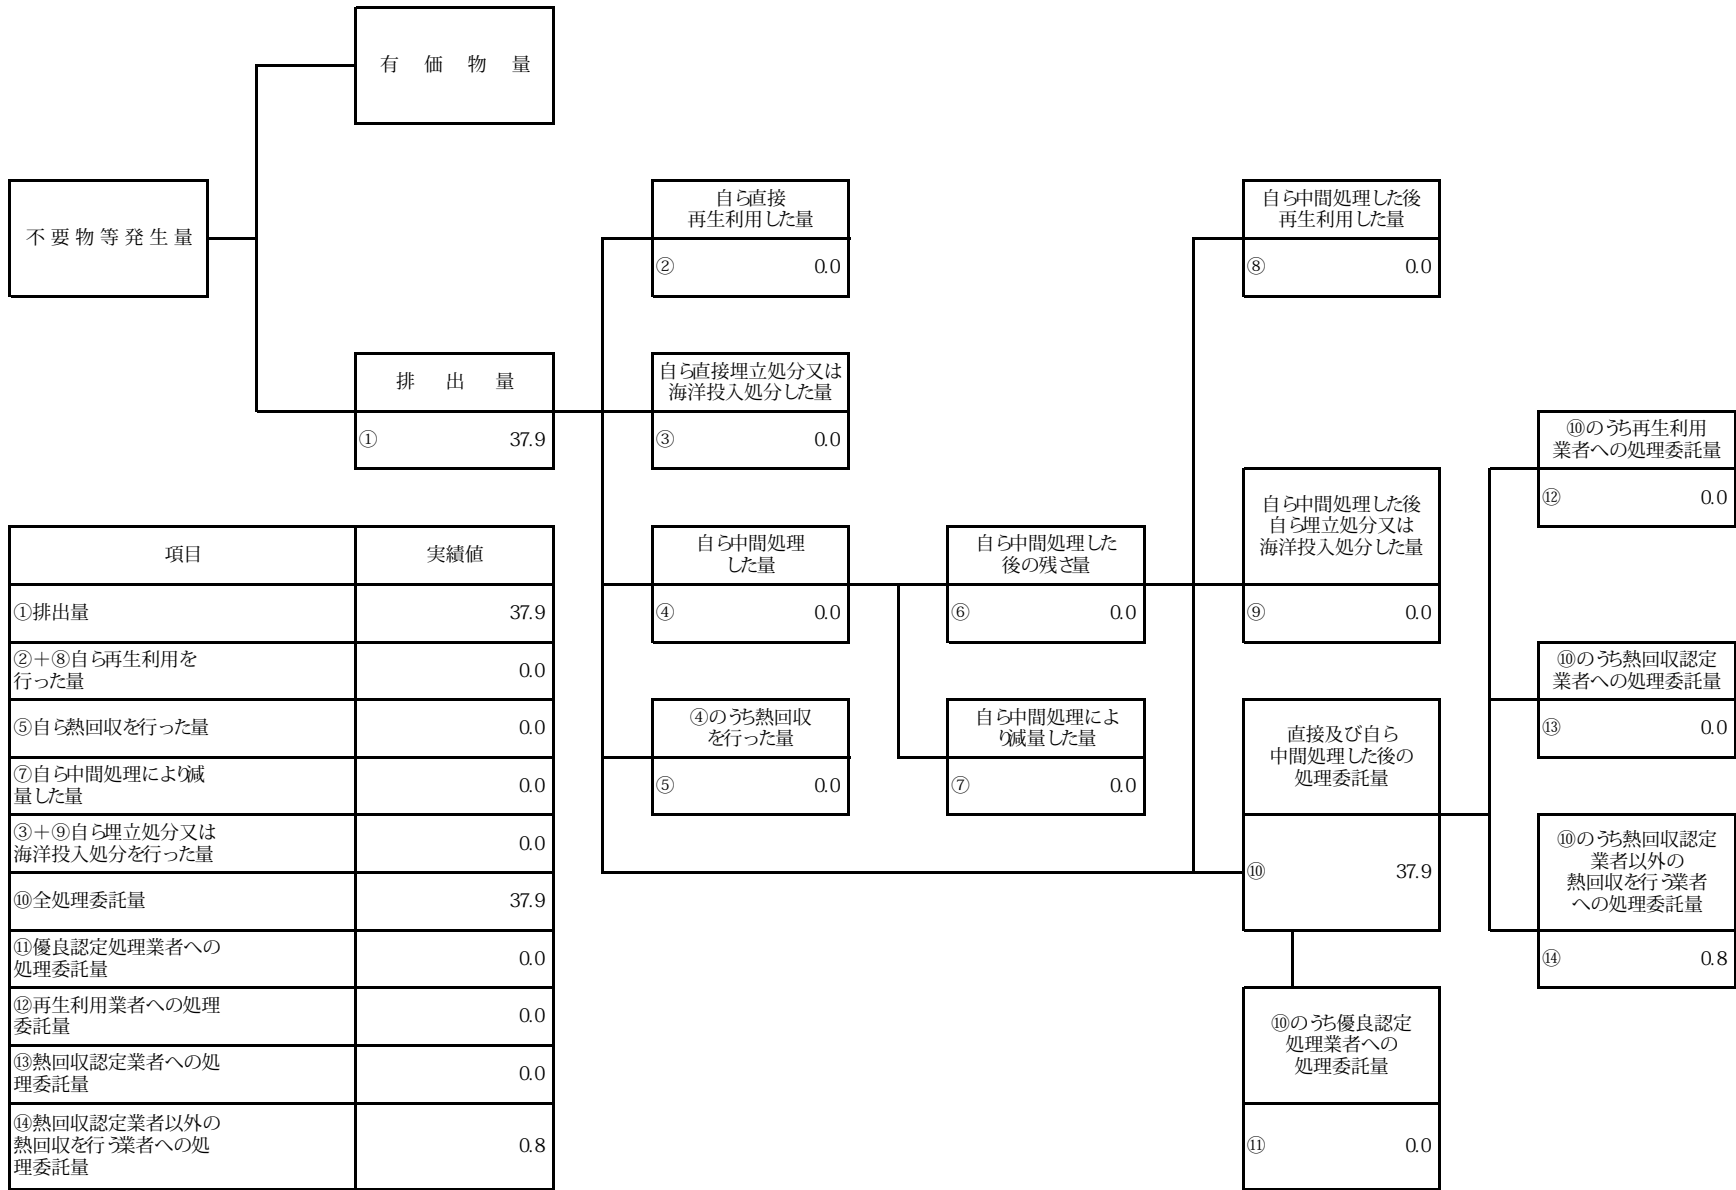 有価物量
不要物等発生量
排出量
① 37.9
自ら直接
再生利用した量
② 0.0
自ら直接埋立処分又は
海洋投入処分した量
③ 0.0
自ら中間処理
した量
④ 0.0
④のうち熱回収
を行った量
⑤ 0.0
自ら中間処理した
後の残さ量
⑥ 0.0
自ら中間処理によ
り減量した量
⑦ 0.0
自ら中間処理した後
再生利用した量
⑧ 0.0
自ら中間処理した後
自ら埋立処分又は
海洋投入処分した量
⑨ 0.0
直接及び自ら
中間処理した後の
処理委託量
⑩ 37.9
⑩のうち優良認定
処理業者への
処理委託量
⑪ 0.0
⑩のうち再生利用
業者への処理委託量
⑫ 0.0
⑩のうち熱回収認定
業者への処理委託量
⑬ 0.0
⑩のうち熱回収認定
業者以外の
熱回収を行う業者
への処理委託量
⑭ 0.8
項目 実績値
①排出量 37.9
②＋⑧自ら再生利用を
行った量 0.0
⑤自ら熱回収を行った量 0.0
⑦自ら中間処理により減
量した量 0.0
③＋⑨自ら埋立処分又は
海洋投入処分を行った量 0.0
⑩全処理委託量 37.9
⑪優良認定処理業者への
処理委託量 0.0
⑫再生利用業者への処理
委託量 0.0
⑬熱回収認定業者への処
理委託量 0.0
⑭熱回収認定業者以外の
熱回収を行う業者への処
理委託量 0.8